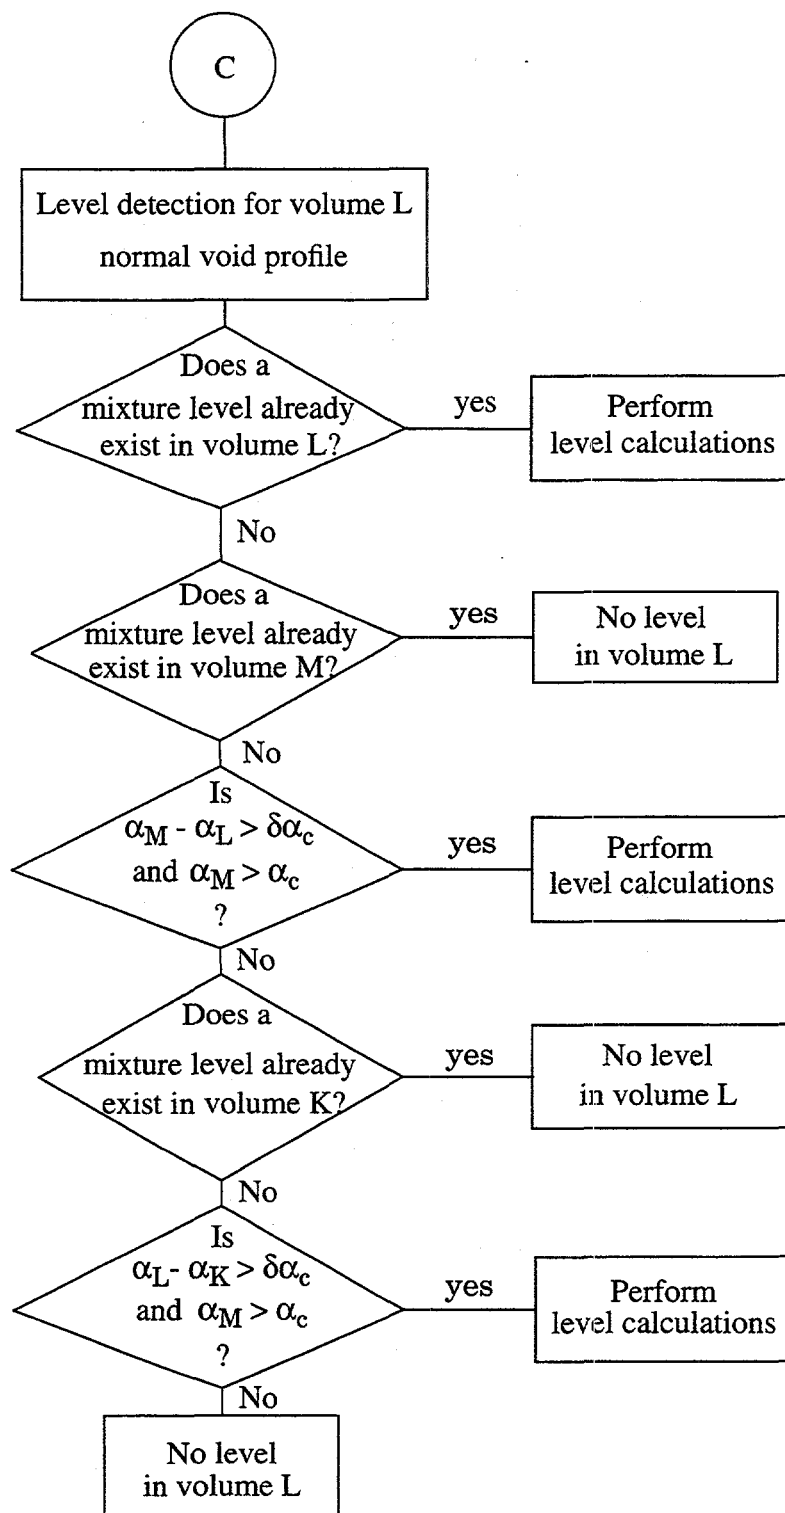 C
Level detection for volume L
normal void profile
Does a
mixture level already
exist in volume L?
yes
Perform
level calculations
No
Does a
mixture level already
exist in volume M?
yes
No level
in volume L
No
Is
α_M - α_L > δα_c
and α_M > α_c
?
yes
Perform
level calculations
No
Does a
mixture level already
exist in volume K?
yes
No level
in volume L
No
Is
α_L - α_K > δα_c
and α_M > α_c
?
yes
Perform
level calculations
No
No level
in volume L